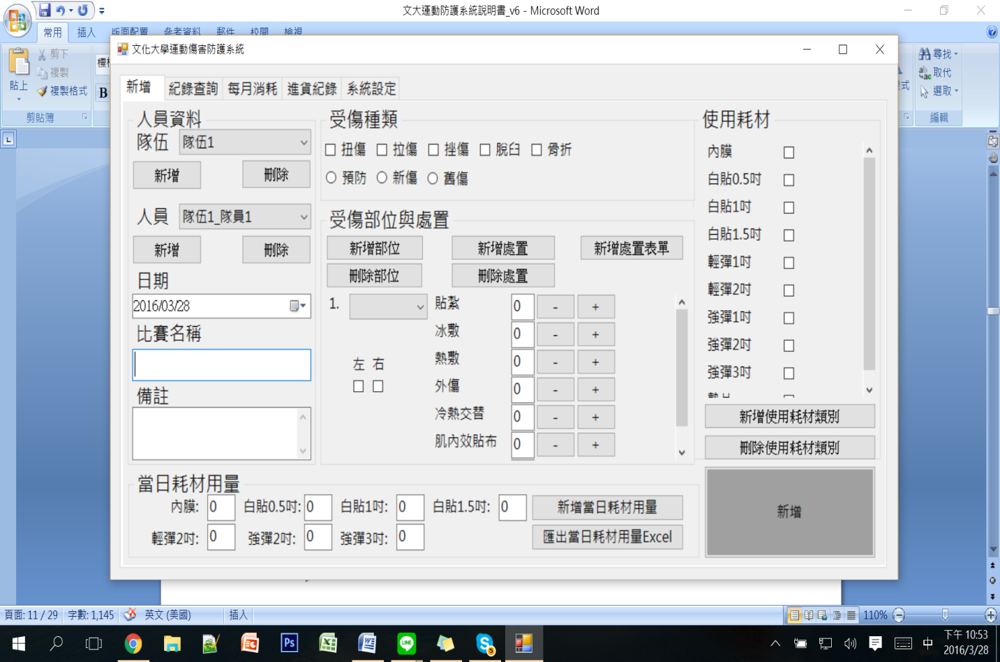 文大運動防護系統說明書_v6 - Microsoft Word
常用 插入 版面配置 參考資料 郵件 校閱 檢視
剪下
複製
貼上 複製格式
剪貼簿
B
尋找
取代
選取
編輯
文化大學運動傷害防護系統
新增 紀錄查詢 每月消耗 進貨紀錄 系統設定
人員資料
隊伍 隊伍1
新增 刪除
人員 隊伍1_隊員1
新增 刪除
日期
2016/03/28
比賽名稱
備註
受傷種類
扭傷 拉傷 挫傷 脫臼 骨折
預防 新傷 舊傷
受傷部位與處置
新增部位 新增處置 新增處置表單
刪除部位 刪除處置
1. 貼紮 0 - +
冰敷 0 - +
左 右 熱敷 0 - +
外傷 0 - +
冷熱交替 0 - +
肌內效貼布 0 - +
使用耗材
內膜
白貼0.5吋
白貼1吋
白貼1.5吋
輕彈1吋
輕彈2吋
強彈1吋
強彈2吋
強彈3吋
新增使用耗材類別
刪除使用耗材類別
新增
當日耗材用量
內膜: 0 白貼0.5吋: 0 白貼1吋: 0 白貼1.5吋: 0 新增當日耗材用量
輕彈2吋: 0 強彈2吋: 0 強彈3吋: 0 匯出當日耗材用量Excel
頁面: 11 / 29 字數: 1,145 英文 (美國) 插入 110%
中 下午 10:53
2016/3/28